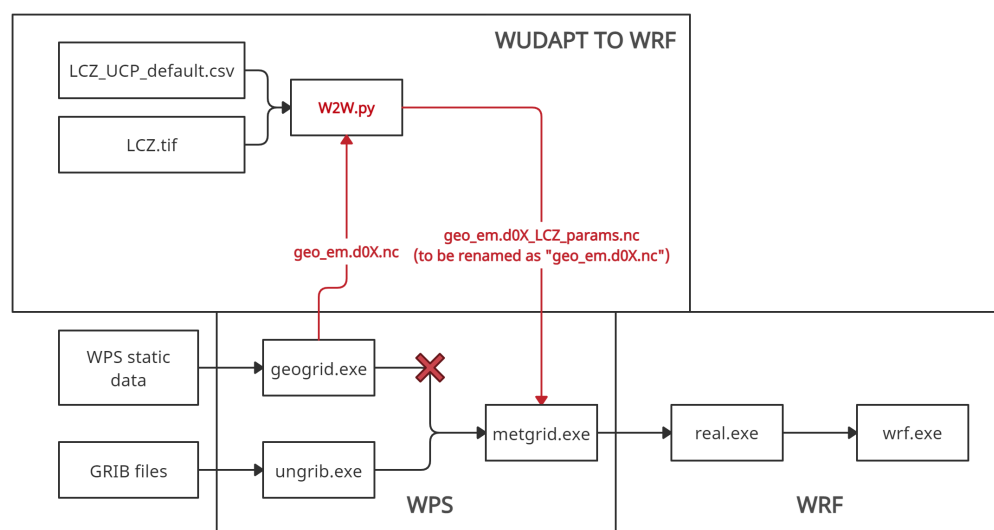 WUDAPT TO WRF
LCZ_UCP_default.csv
W2W.py
LCZ.tif
geo_em.d0X.nc
geo_em.d0X_LCZ_params.nc
(to be renamed as "geo_em.d0X.nc")
WPS static
data
geogrid.exe
metgrid.exe
real.exe
wrf.exe
GRIB files
ungrib.exe
WPS
WRF